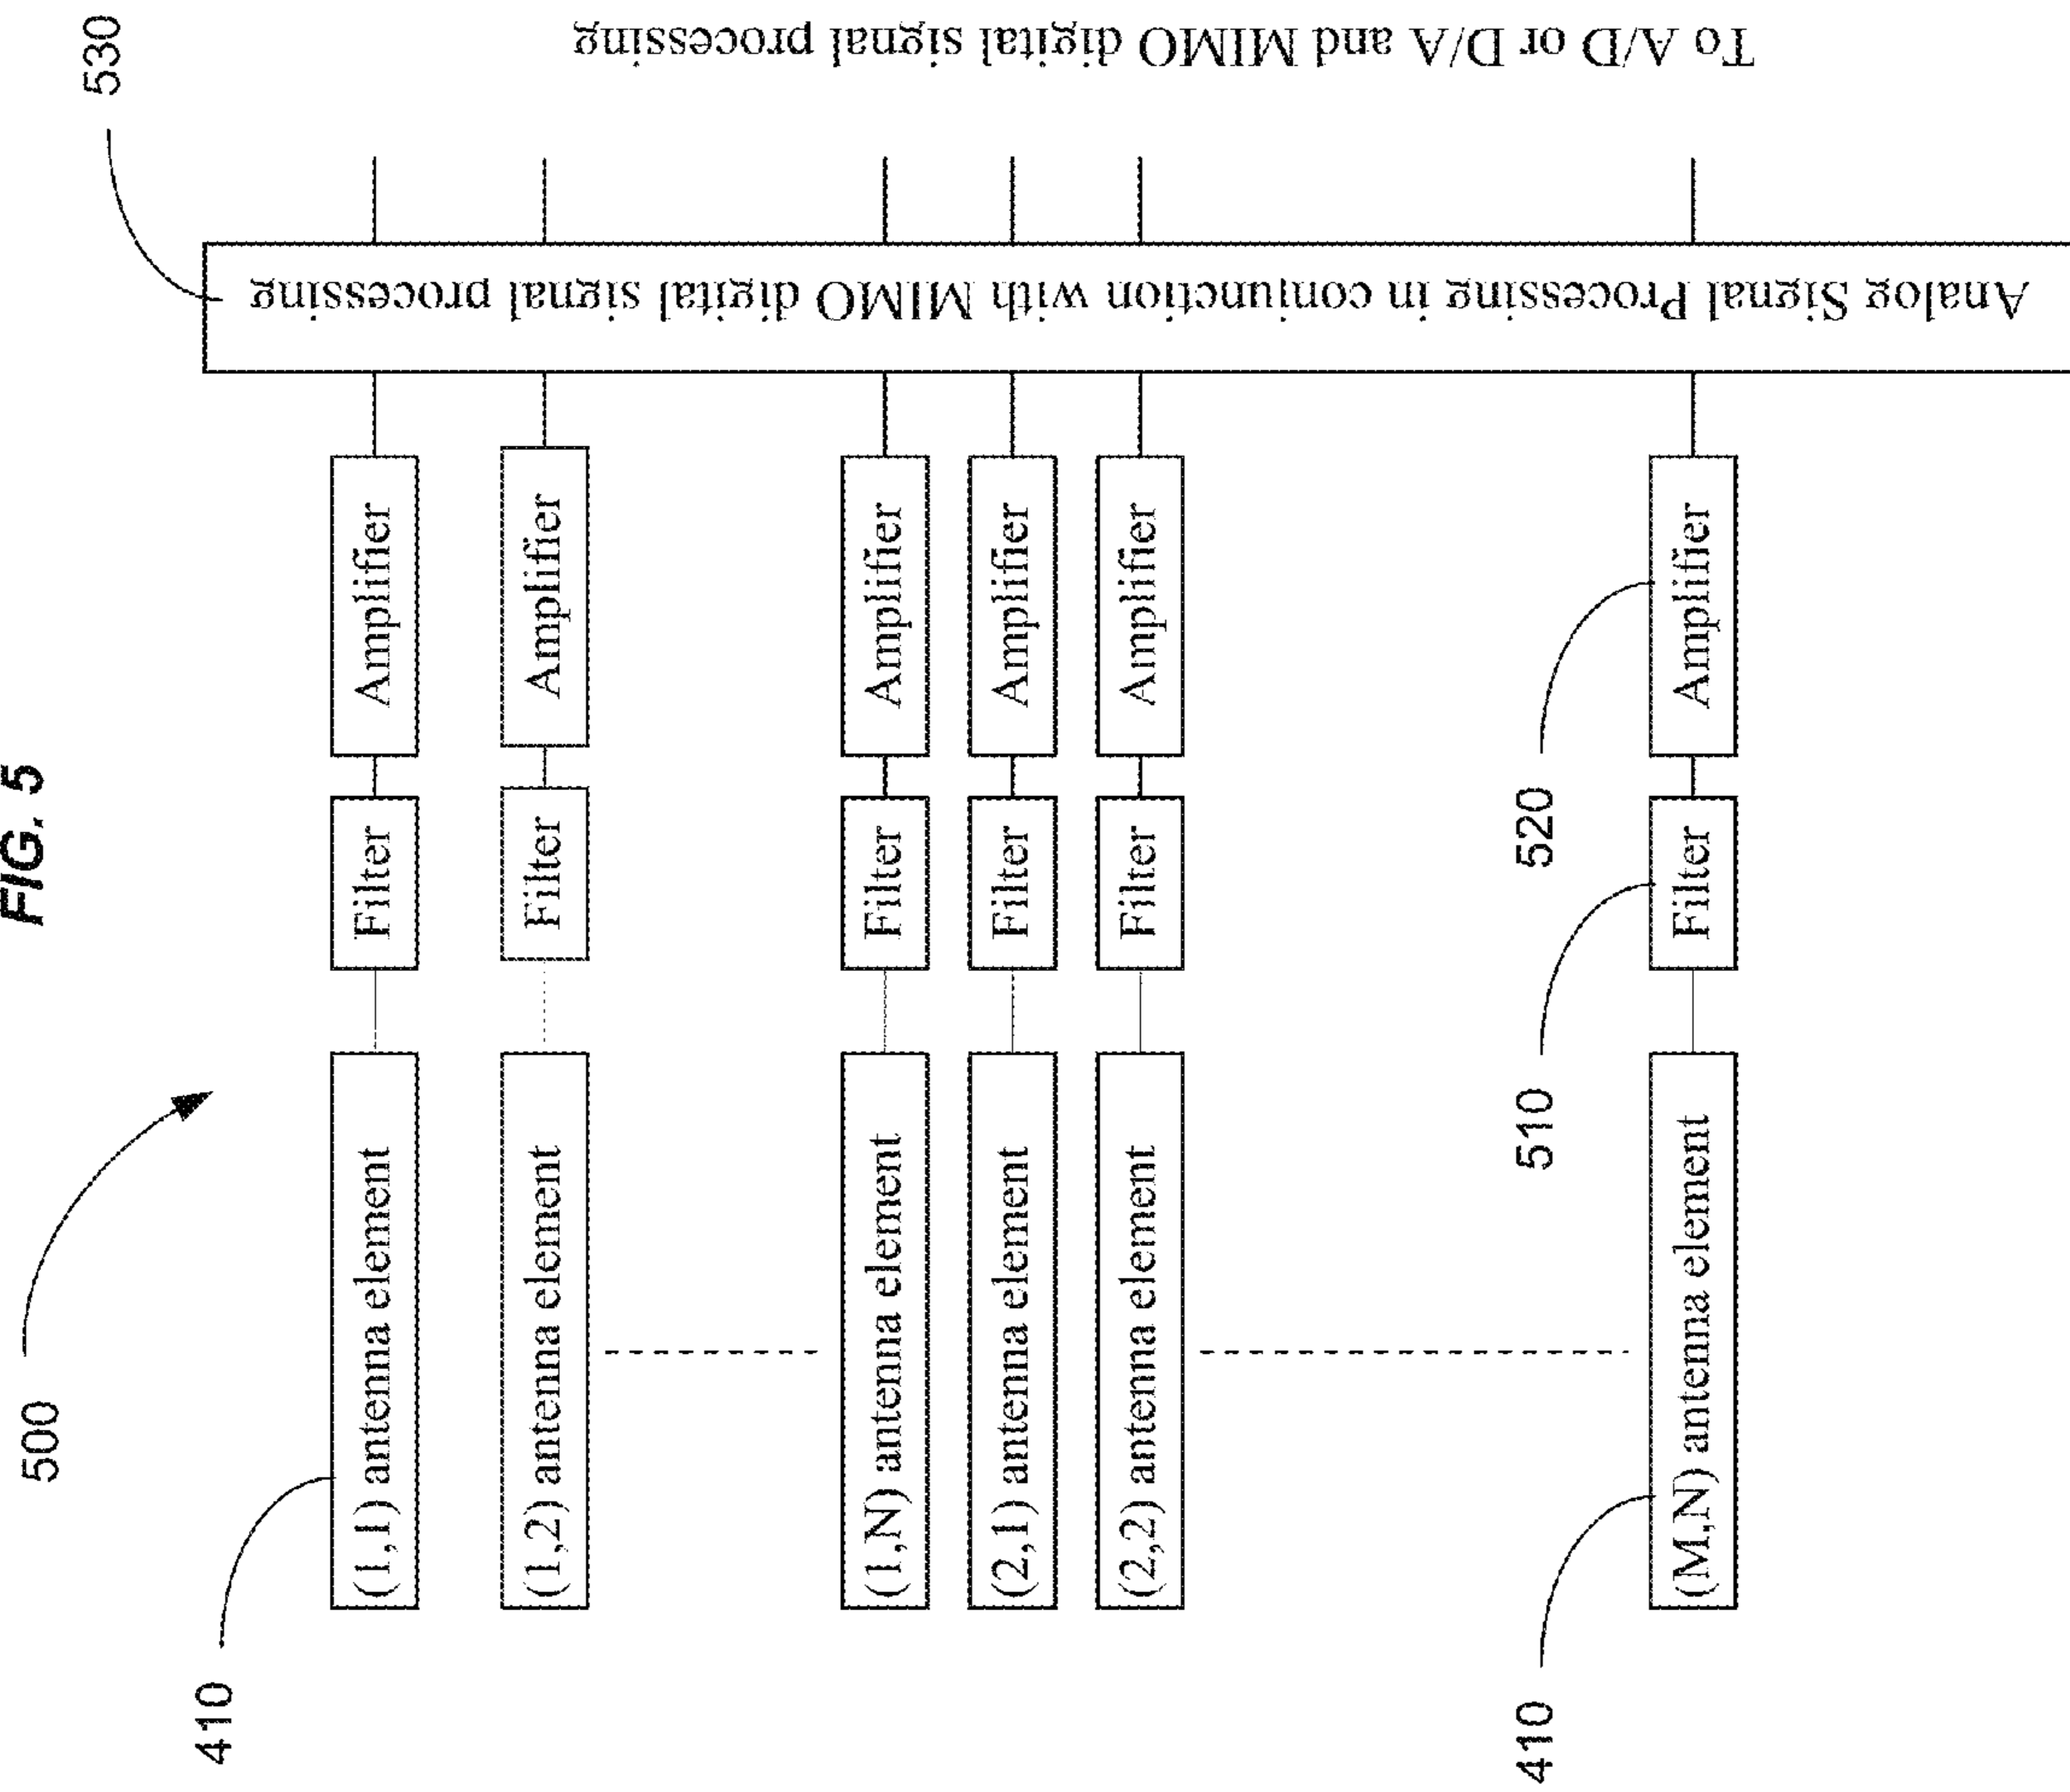 FIG. 5
500
410
(1,1) antenna element
Filter
Amplifier
(1,2) antenna element
Filter
Amplifier
(1,N) antenna element
Filter
Amplifier
(2,1) antenna element
Filter
Amplifier
(2,2) antenna element
Filter
Amplifier
410
510
520
(M,N) antenna element
Filter
Amplifier
530
Analog Signal Processing in conjunction with MIMO digital signal processing
To A/D or D/A and MIMO digital signal processing